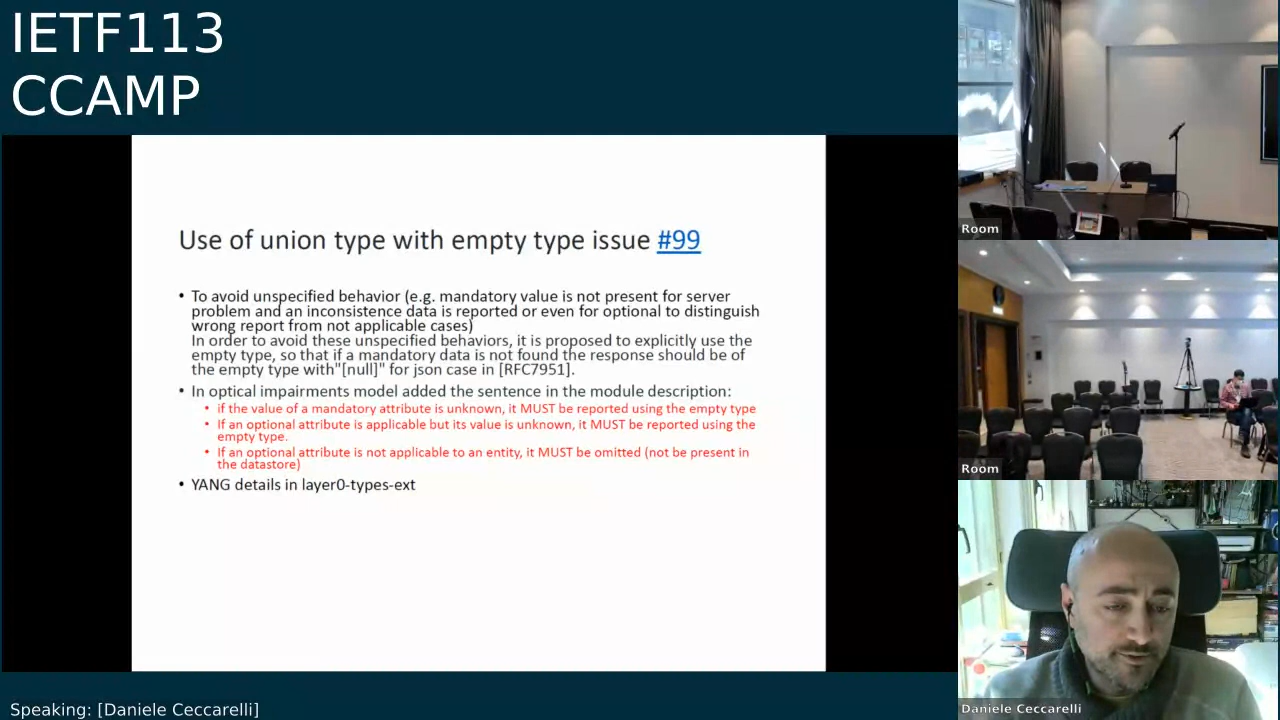 IETF113
CCAMP
Use of union type with empty type issue #99
• To avoid unspecified behavior (e.g. mandatory value is not present for server
problem and an inconsistence data is reported or even for optional to distinguish
wrong report from not applicable cases)
In order to avoid these unspecified behaviors, it is proposed to explicitly use the
empty type, so that if a mandatory data is not found the response should be of
the empty type with"[null]" for json case in [RFC7951].
• In optical impairments model added the sentence in the module description:
• if the value of a mandatory attribute is unknown, it MUST be reported using the empty type
• If an optional attribute is applicable but its value is unknown, it MUST be reported using the
empty type.
• If an optional attribute is not applicable to an entity, it MUST be omitted (not be present in
the datastore)
• YANG details in layer0-types-ext
Room
Room
Daniele Ceccarelli
Speaking: [Daniele Ceccarelli]